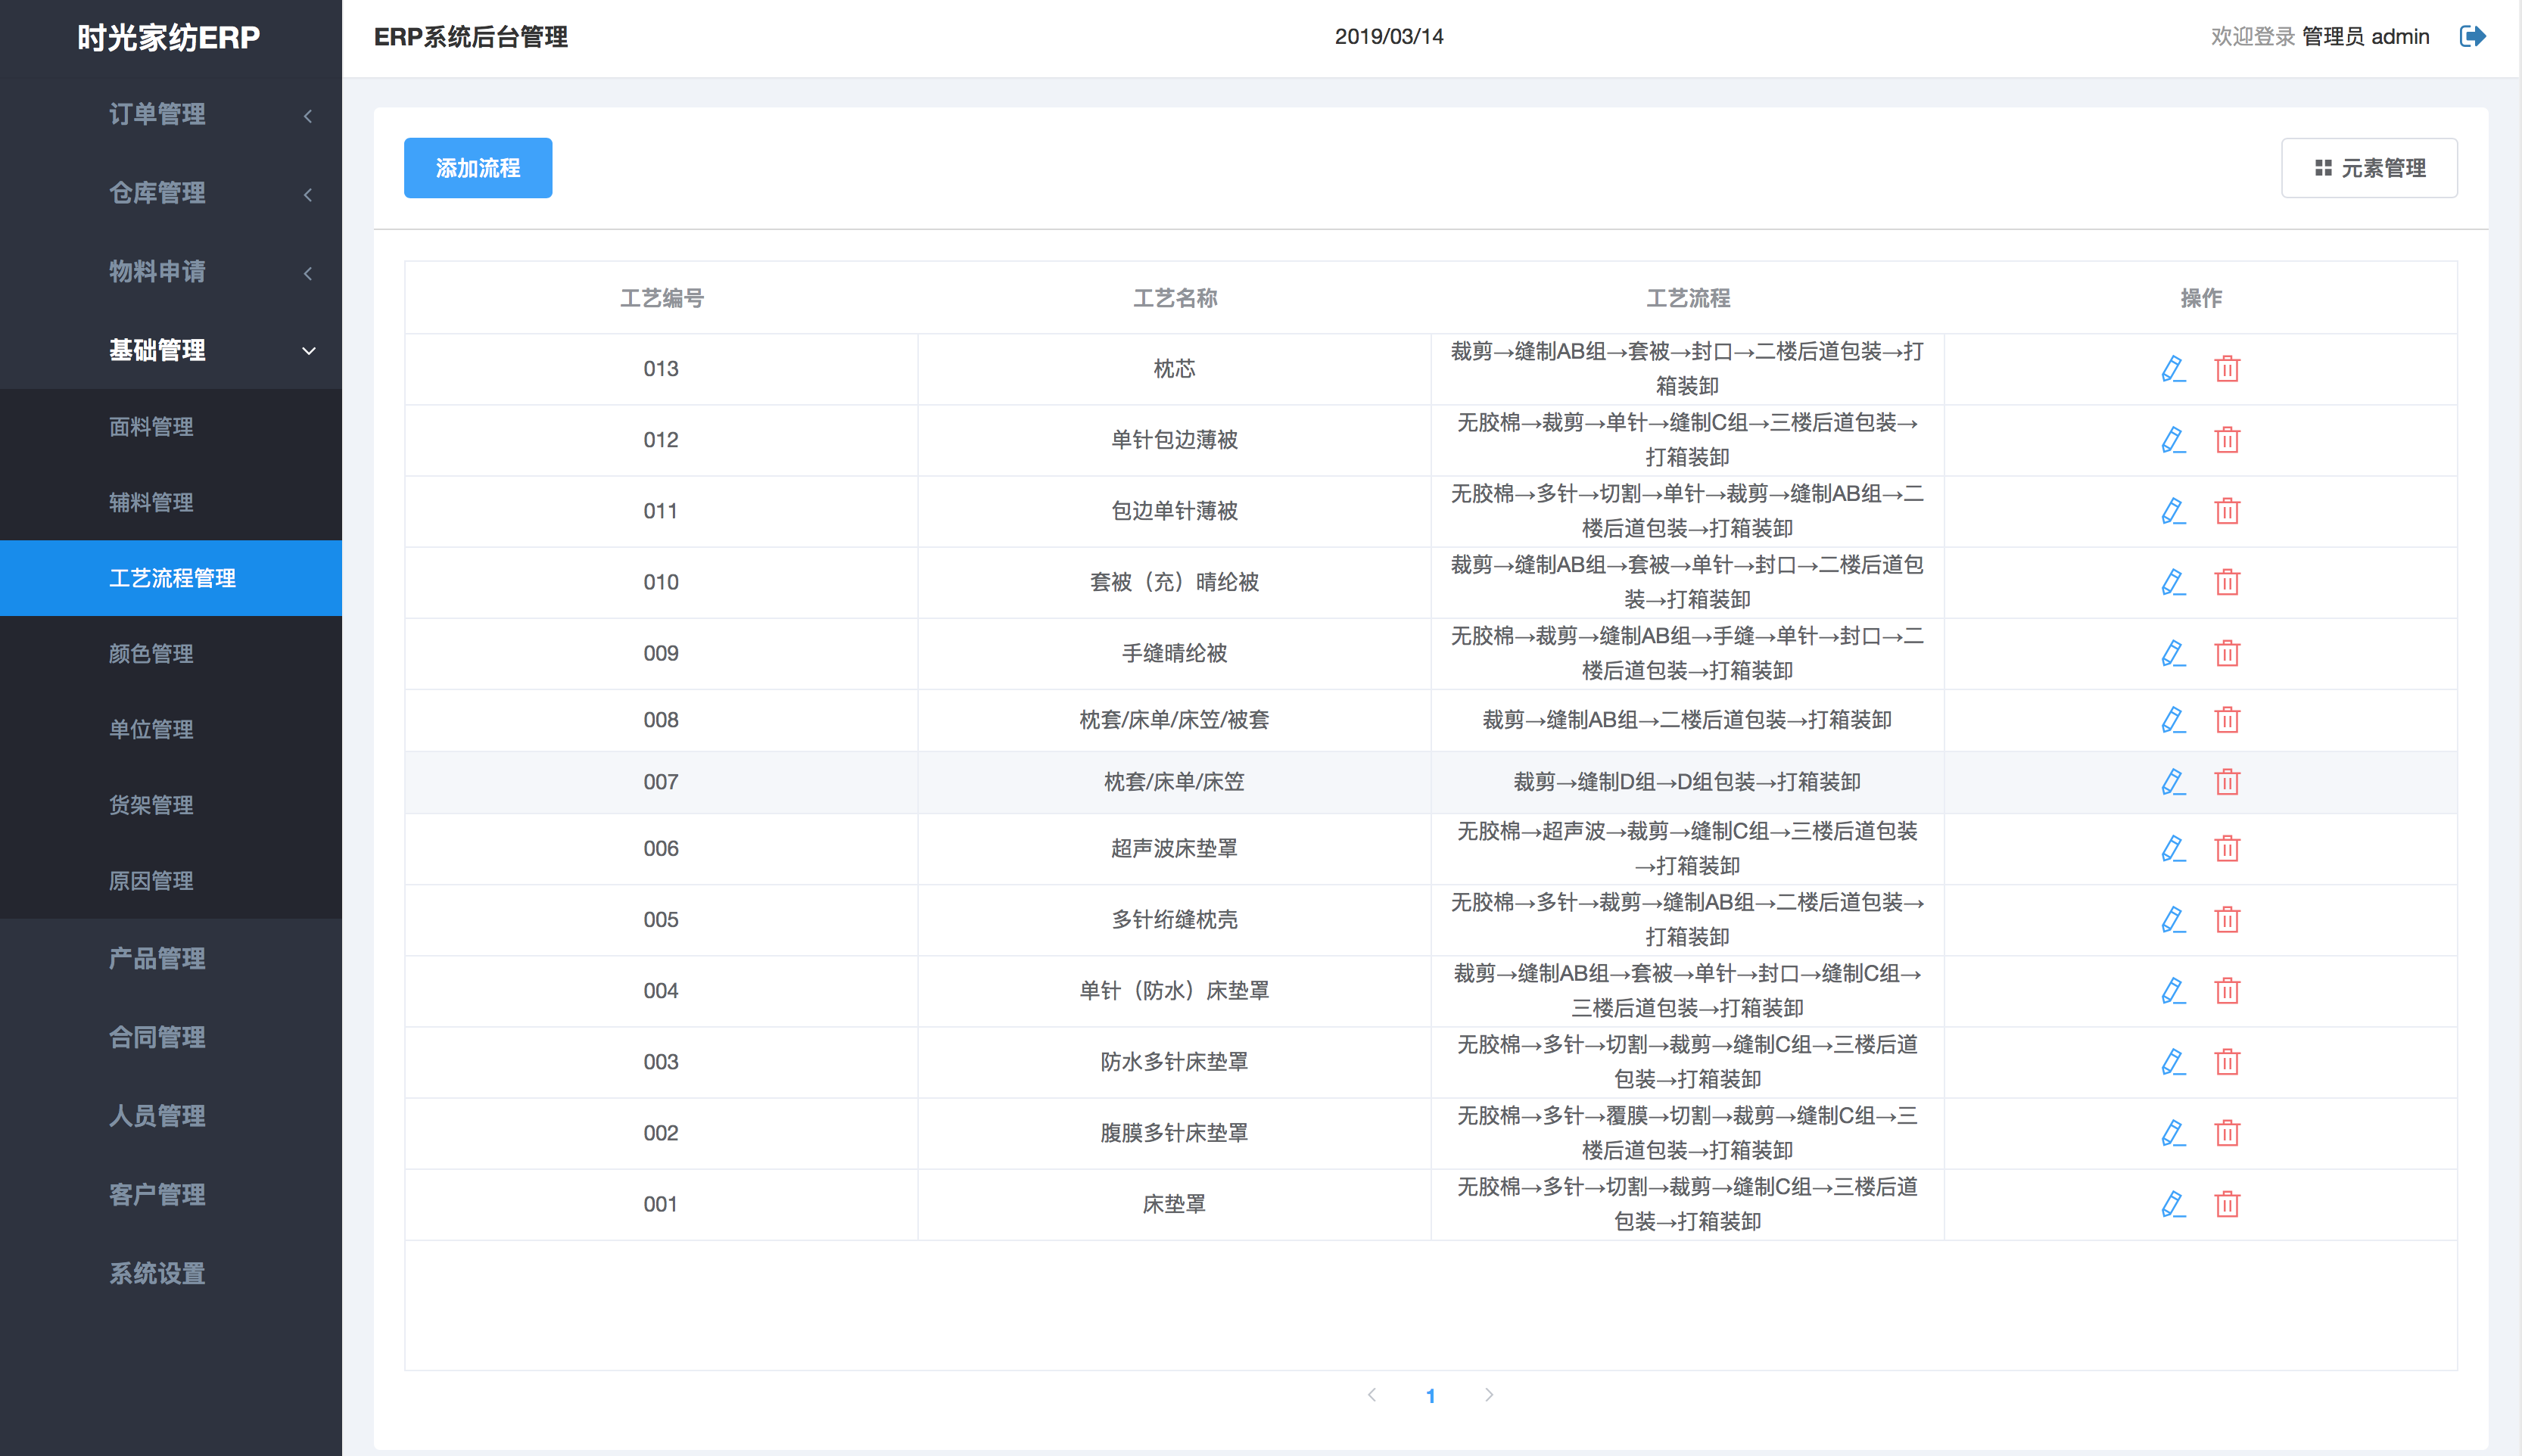 时光家纺ERP
ERP系统后台管理
2019/03/14
欢迎登录 管理员 admin
订单管理
仓库管理
物料申请
基础管理
面料管理
辅料管理
工艺流程管理
颜色管理
单位管理
货架管理
原因管理
产品管理
合同管理
人员管理
客户管理
系统设置
添加流程
元素管理
工艺编号 工艺名称 工艺流程 操作
013 枕芯 裁剪→缝制AB组→套被→封口→二楼后道包装→打
箱装卸
012 单针包边薄被 无胶棉→裁剪→单针→缝制C组→三楼后道包装→
打箱装卸
011 包边单针薄被 无胶棉→多针→切割→单针→裁剪→缝制AB组→二
楼后道包装→打箱装卸
010 套被（充）晴纶被 裁剪→缝制AB组→套被→单针→封口→二楼后道包
装→打箱装卸
009 手缝晴纶被 无胶棉→裁剪→缝制AB组→手缝→单针→封口→二
楼后道包装→打箱装卸
008 枕套/床单/床笠/被套 裁剪→缝制AB组→二楼后道包装→打箱装卸
007 枕套/床单/床笠 裁剪→缝制D组→D组包装→打箱装卸
006 超声波床垫罩 无胶棉→超声波→裁剪→缝制C组→三楼后道包装
→打箱装卸
005 多针绗缝枕壳 无胶棉→多针→裁剪→缝制AB组→二楼后道包装→
打箱装卸
004 单针（防水）床垫罩 裁剪→缝制AB组→套被→单针→封口→缝制C组→
三楼后道包装→打箱装卸
003 防水多针床垫罩 无胶棉→多针→切割→裁剪→缝制C组→三楼后道
包装→打箱装卸
002 腹膜多针床垫罩 无胶棉→多针→覆膜→切割→裁剪→缝制C组→三
楼后道包装→打箱装卸
001 床垫罩 无胶棉→多针→切割→裁剪→缝制C组→三楼后道
包装→打箱装卸
1